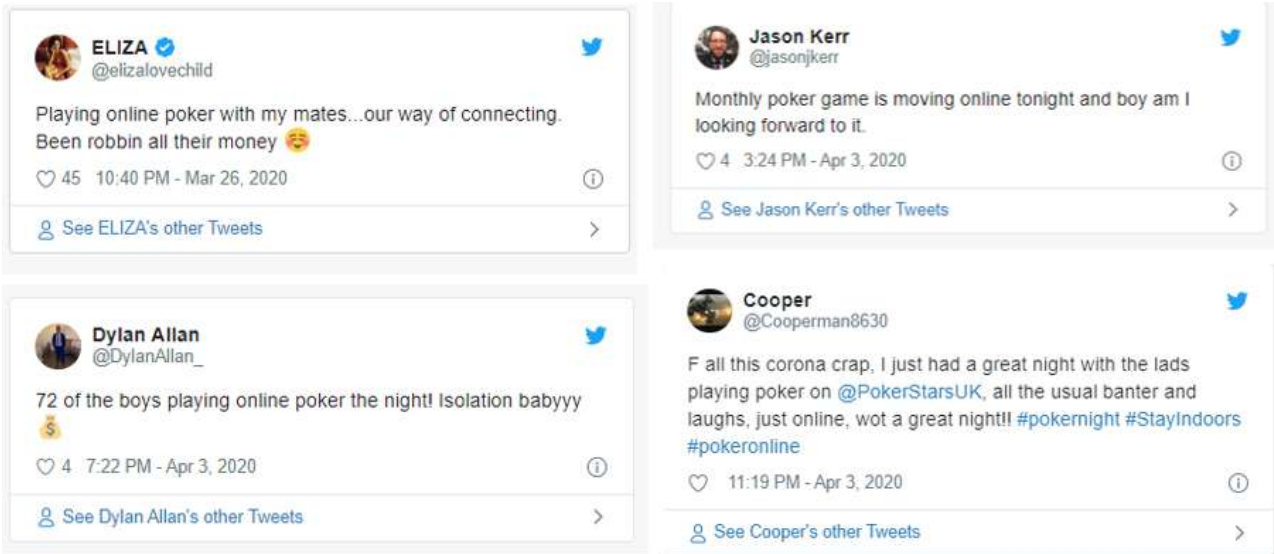 ELIZA
@elizalovechild
Playing online poker with my mates...our way of connecting.
Been robbin all their money ☺️
45 10:40 PM - Mar 26, 2020
See ELIZA's other Tweets
Jason Kerr
@jasonjkerr
Monthly poker game is moving online tonight and boy am I
looking forward to it.
4 3:24 PM - Apr 3, 2020
See Jason Kerr's other Tweets
Dylan Allan
@DylanAllan_
72 of the boys playing online poker the night! Isolation babyyy
💰
4 7:22 PM - Apr 3, 2020
See Dylan Allan's other Tweets
Cooper
@Cooperman8630
F all this corona crap, I just had a great night with the lads
playing poker on @PokerStarsUK, all the usual banter and
laughs, just online, wot a great night!! #pokernight #StayIndoors
#pokeronline
11:19 PM - Apr 3, 2020
See Cooper's other Tweets